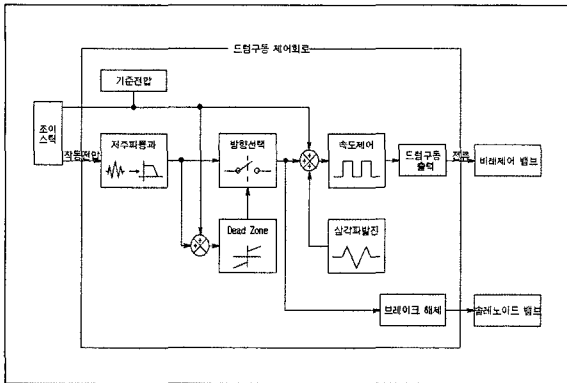 드럼구동 제어회로
기준전압
조이
스틱
작동전압
저주파통과
방향선택
속도제어
드럼구동
출력
전류
비례제어 밸브
Dead Zone
삼각파발진
브레이크 해제
솔레노이드 밸브